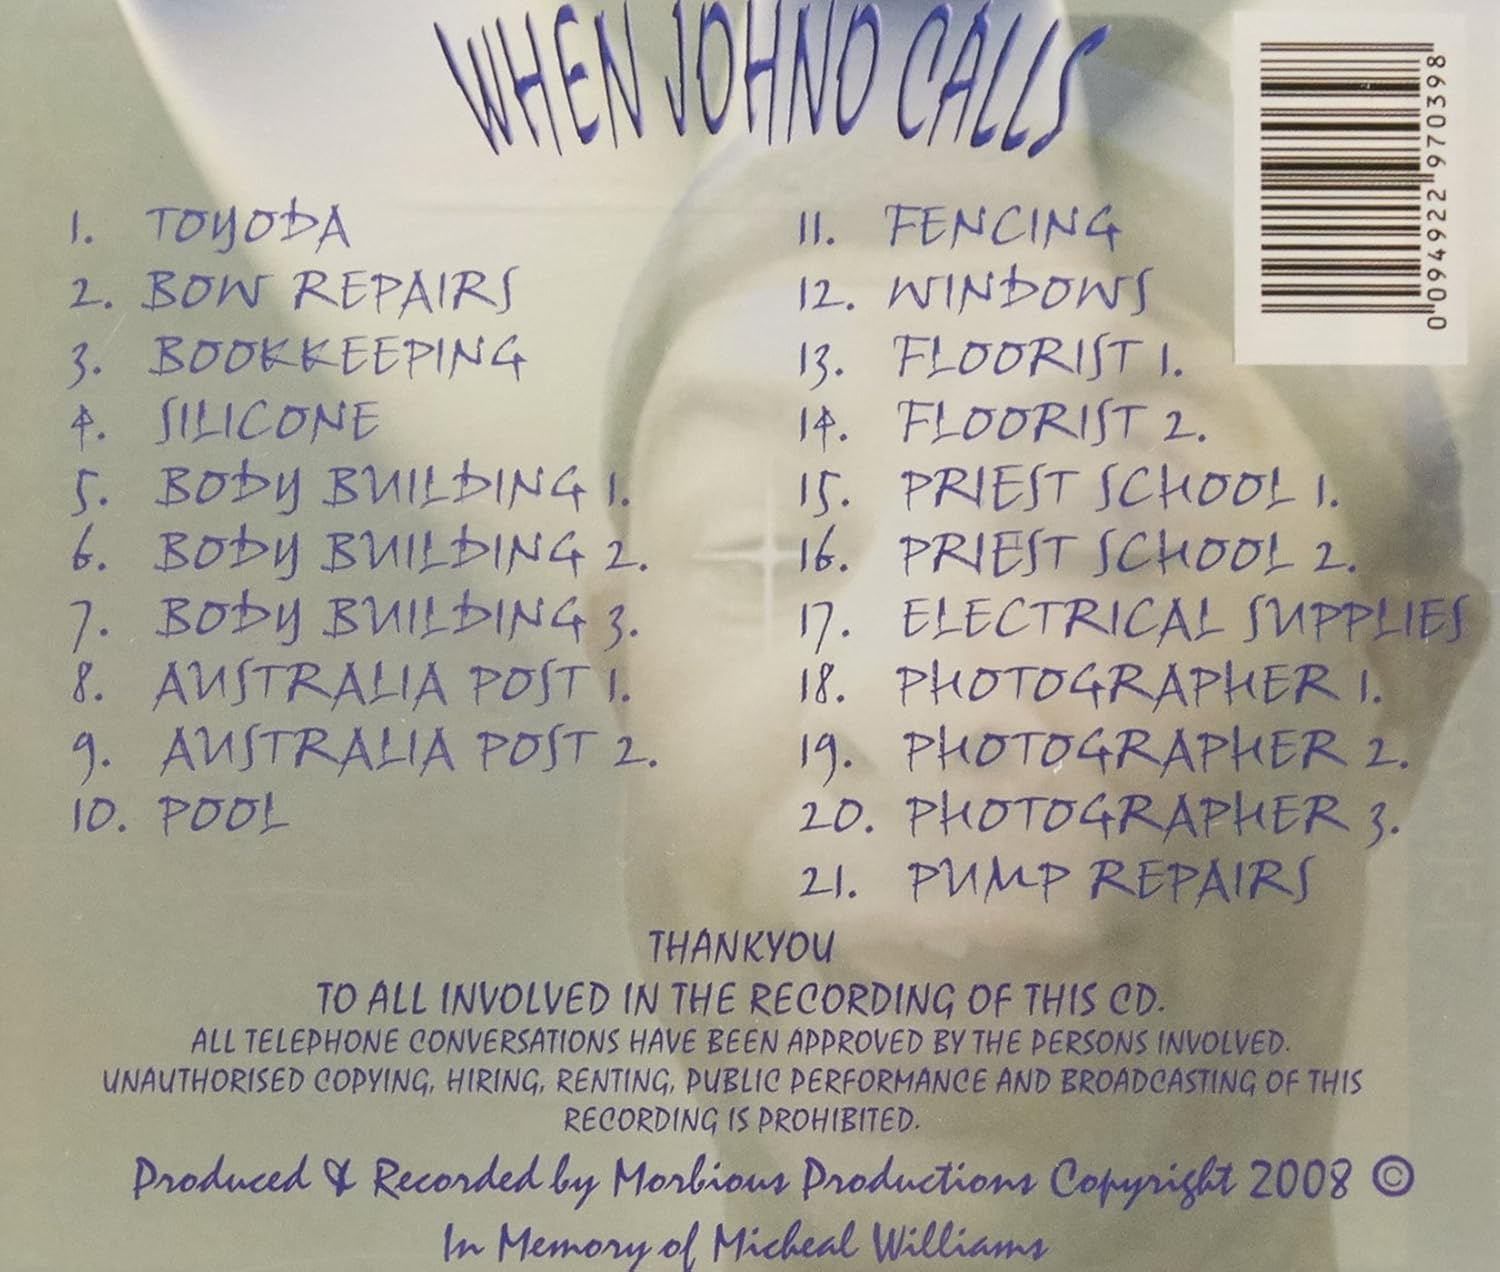 WHEN JOHNO CALLS
1. TOYODA
2. BOW REPAIRS
3. BOOKKEEPING
4. SILICONE
5. BODY BUILDING 1.
6. BODY BUILDING 2.
7. BODY BUILDING 3.
8. AUSTRALIA POST 1.
9. AUSTRALIA POST 2.
10. POOL
11. FENCING
12. WINDOWS
13. FLOORIST 1.
14. FLOORIST 2.
15. PRIEST SCHOOL 1.
16. PRIEST SCHOOL 2.
17. ELECTRICAL SUPPLIES
18. PHOTOGRAPHER 1.
19. PHOTOGRAPHER 2.
20. PHOTOGRAPHER 3.
21. PUMP REPAIRS
0 094922 970398
THANKYOU
TO ALL INVOLVED IN THE RECORDING OF THIS CD.
ALL TELEPHONE CONVERSATIONS HAVE BEEN APPROVED BY THE PERSONS INVOLVED.
UNAUTHORISED COPYING, HIRING, RENTING, PUBLIC PERFORMANCE AND BROADCASTING OF THIS
RECORDING IS PROHIBITED.
Produced & Recorded by Morbious Productions Copyright 2008 ©
In Memory of Micheal Williams